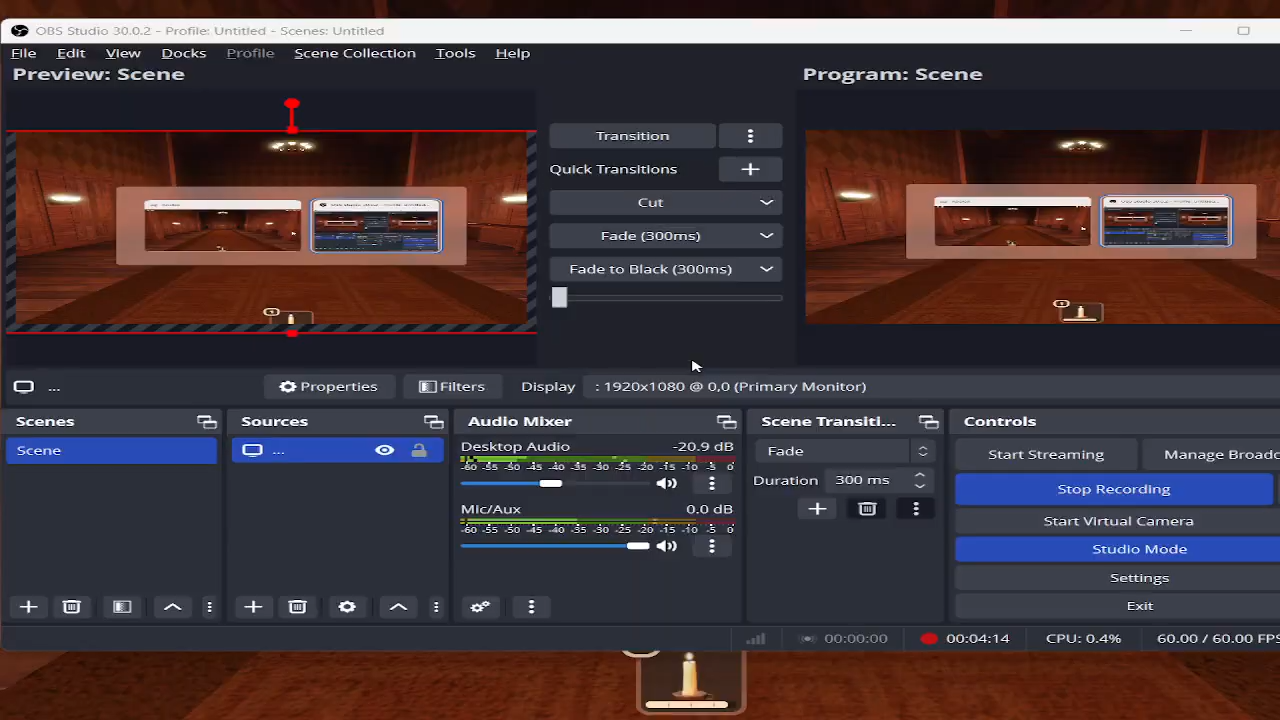 OBS Studio 30.0.2 - Profile: Untitled - Scenes: Untitled
File Edit View Docks Profile Scene Collection Tools Help
Preview: Scene
Program: Scene
Transition
Quick Transitions
Cut
Fade (300ms)
Fade to Black (300ms)
...
Properties
Filters
Display
: 1920x1080 @ 0,0 (Primary Monitor)
Scenes
Scene
Sources
...
Audio Mixer
Desktop Audio
-20.9 dB
-60 -55 -50 -45 -40 -35 -30 -25 -20 -15 -10 -5 0
Mic/Aux
0.0 dB
-60 -55 -50 -45 -40 -35 -30 -25 -20 -15 -10 -5 0
Scene Transiti...
Fade
Duration
300 ms
Controls
Start Streaming
Manage Broadc
Stop Recording
Start Virtual Camera
Studio Mode
Settings
Exit
00:00:00
00:04:14
CPU: 0.4%
60.00 / 60.00 FPS